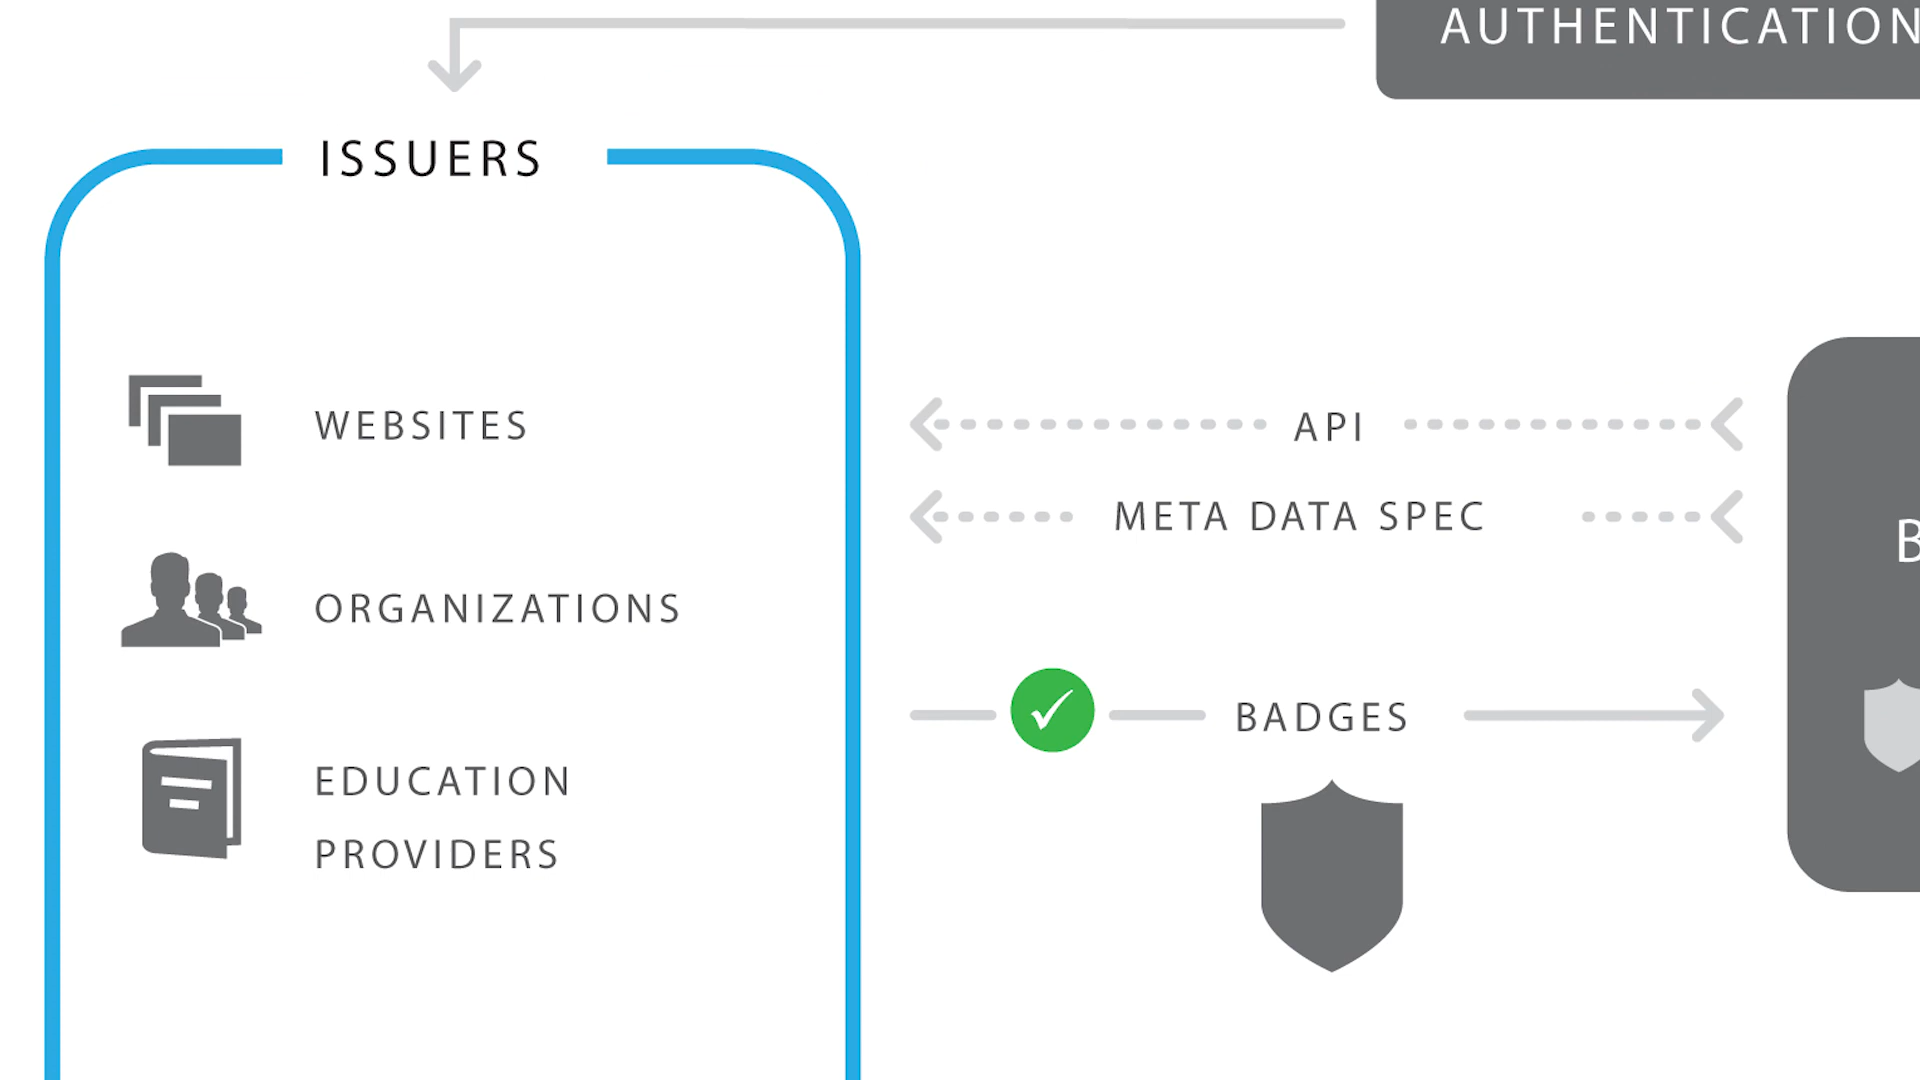 AUTHENTICATION
ISSUERS
WEBSITES
API
META DATA SPEC
ORGANIZATIONS
BADGES
EDUCATION
PROVIDERS